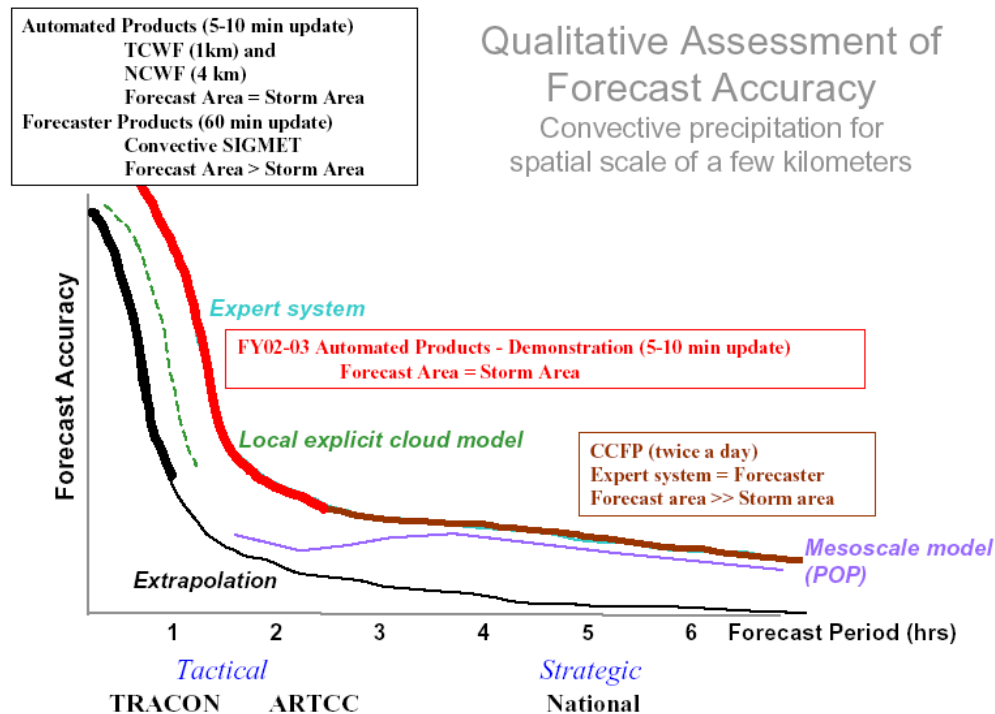 Automated Products (5-10 min update)
TCWF (1km) and
NCWF (4 km)
Forecast Area = Storm Area
Forecaster Products (60 min update)
Convective SIGMET
Forecast Area > Storm Area
Qualitative Assessment of
Forecast Accuracy
Convective precipitation for
spatial scale of a few kilometers
Forecast Accuracy
Expert system
FY02-03 Automated Products - Demonstration (5-10 min update)
Forecast Area = Storm Area
Local explicit cloud model
CCFP (twice a day)
Expert system = Forecaster
Forecast area >> Storm area
Mesoscale model
(POP)
Extrapolation
1 2 3 4 5 6 Forecast Period (hrs)
Tactical Strategic
TRACON ARTCC National